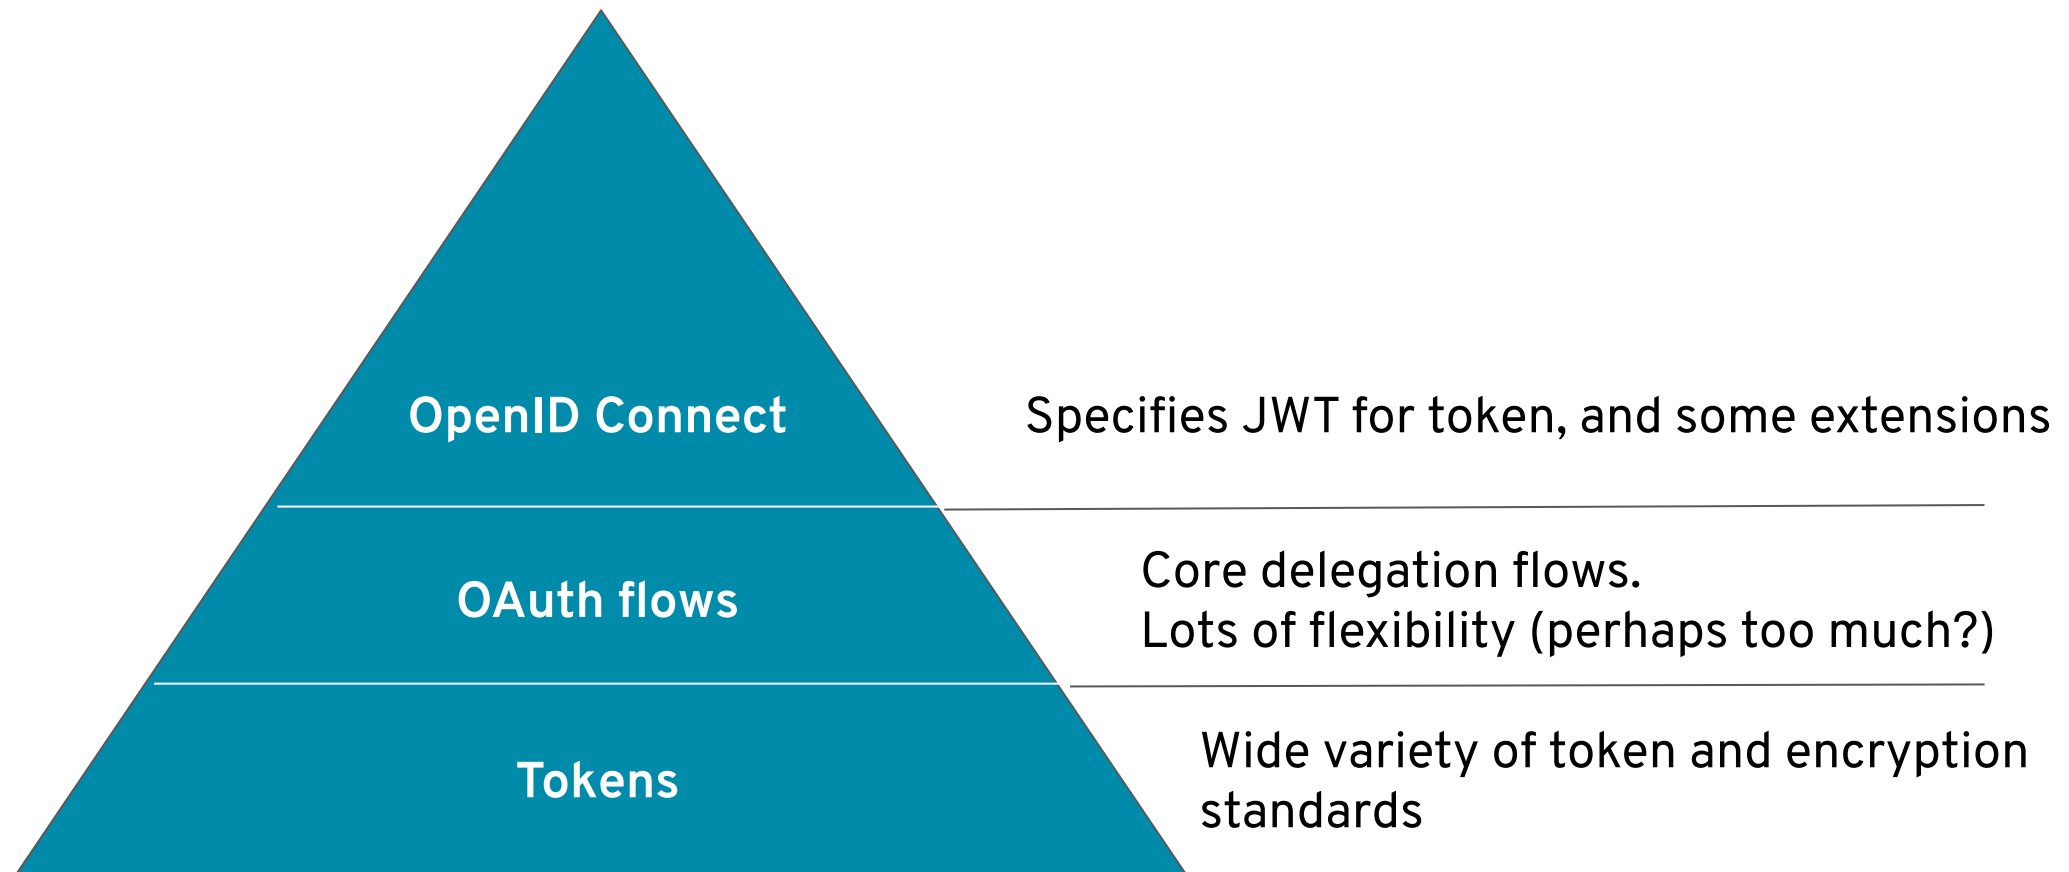 OpenID Connect
Specifies JWT for token, and some extensions
OAuth flows
Core delegation flows.
Lots of flexibility (perhaps too much?)
Tokens
Wide variety of token and encryption
standards